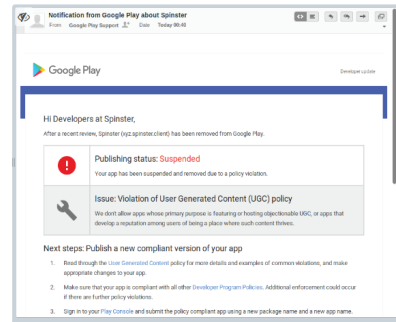 Notification from Google Play about Spinster
From Google Play Support Date Today 00:40
Google Play
Developer update
Hi Developers at Spinster,
After a recent review, Spinster (xyz.spinster.client) has been removed from Google Play.
Publishing status: Suspended
Your app has been suspended and removed due to a policy violation.
Issue: Violation of User Generated Content (UGC) policy
We don't allow apps whose primary purpose is featuring or hosting objectionable UGC, or apps that
develop a reputation among users of being a place where such content thrives.
Next steps: Publish a new compliant version of your app
1. Read through the User Generated Content policy for more details and examples of common violations, and make
appropriate changes to your app.
2. Make sure that your app is compliant with all other Developer Program Policies. Additional enforcement could occur
if there are further policy violations.
3. Sign in to your Play Console and submit the policy compliant app using a new package name and a new app name.